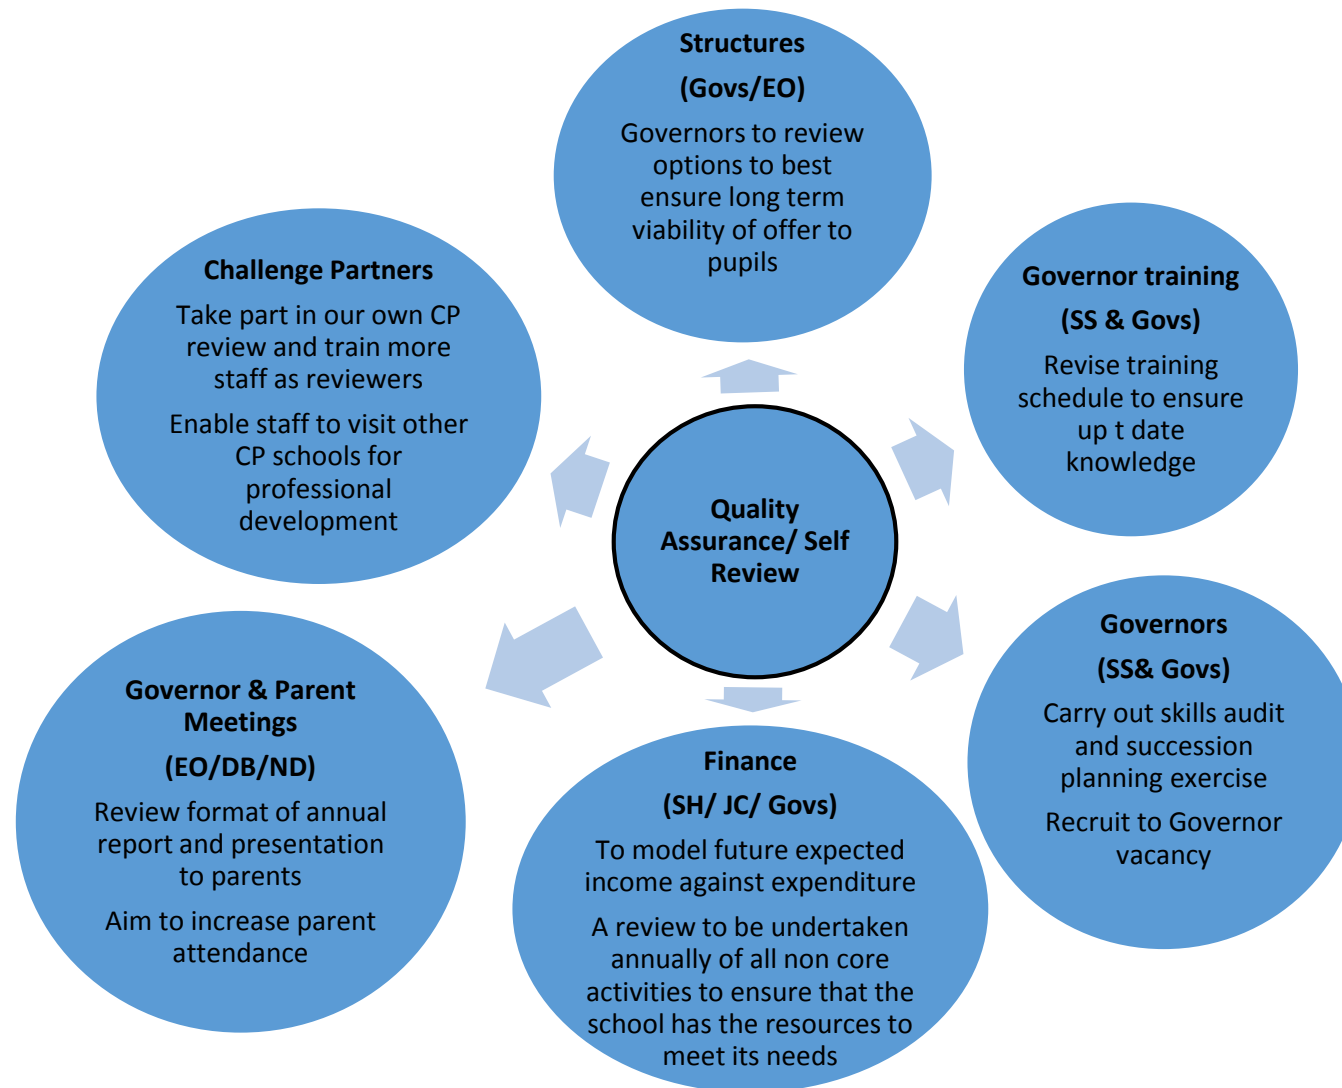 Structures
(Govs/EO)
Governors to review
options to best
ensure long term
viability of offer to
pupils
Governor training
(SS & Govs)
Revise training
schedule to ensure
up t date
knowledge
Governors
(SS& Govs)
Carry out skills audit
and succession
planning exercise
Recruit to Governor
vacancy
Finance
(SH/ JC/ Govs)
To model future expected
income against expenditure
A review to be undertaken
annually of all non core
activities to ensure that the
school has the resources to
meet its needs
Governor & Parent
Meetings
(EO/DB/ND)
Review format of annual
report and presentation
to parents
Aim to increase parent
attendance
Challenge Partners
Take part in our own CP
review and train more
staff as reviewers
Enable staff to visit other
CP schools for
professional
development
Quality
Assurance/ Self
Review